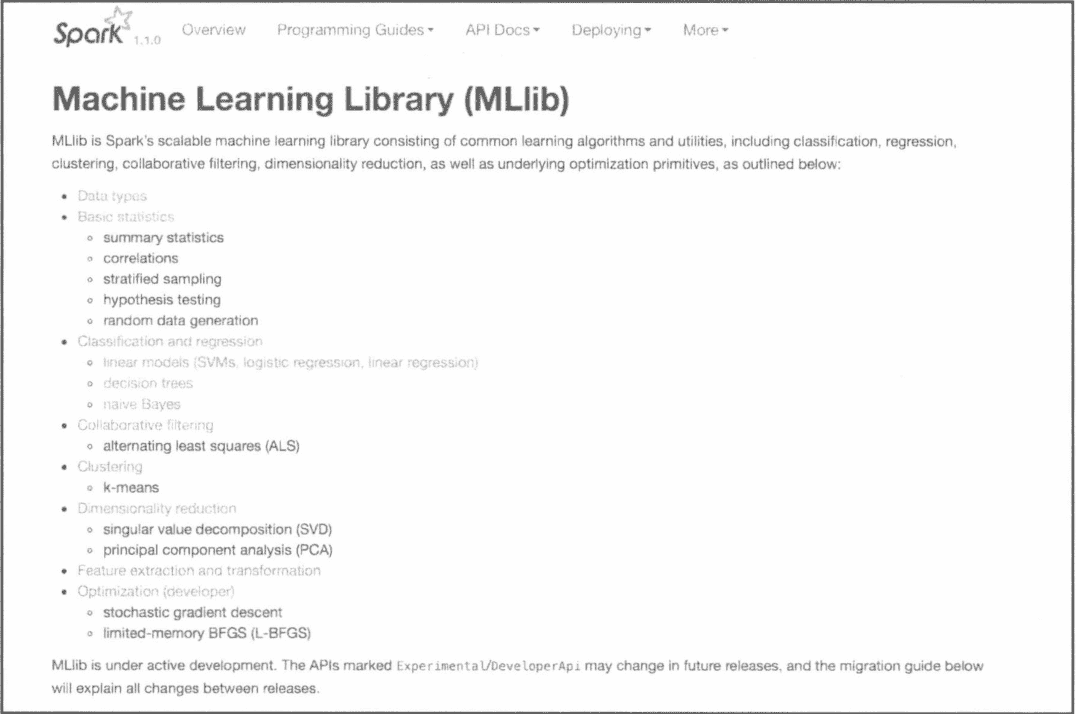 Spark 1.1.0 Overview Programming Guides API Docs Deploying More
Machine Learning Library (MLlib)
MLlib is Spark's scalable machine learning library consisting of common learning algorithms and utilities, including classification, regression,
clustering, collaborative filtering, dimensionality reduction, as well as underlying optimization primitives, as outlined below:
Data types
Basic statistics
summary statistics
correlations
stratified sampling
hypothesis testing
random data generation
Classification and regression
linear models (SVMs, logistic regression, linear regression)
decision trees
naive Bayes
Collaborative filtering
alternating least squares (ALS)
Clustering
k-means
Dimensionality reduction
singular value decomposition (SVD)
principal component analysis (PCA)
Feature extraction and transformation
Optimization (developer)
stochastic gradient descent
limited-memory BFGS (L-BFGS)
MLlib is under active development. The APIs marked Experimental/DeveloperApi may change in future releases, and the migration guide below
will explain all changes between releases.